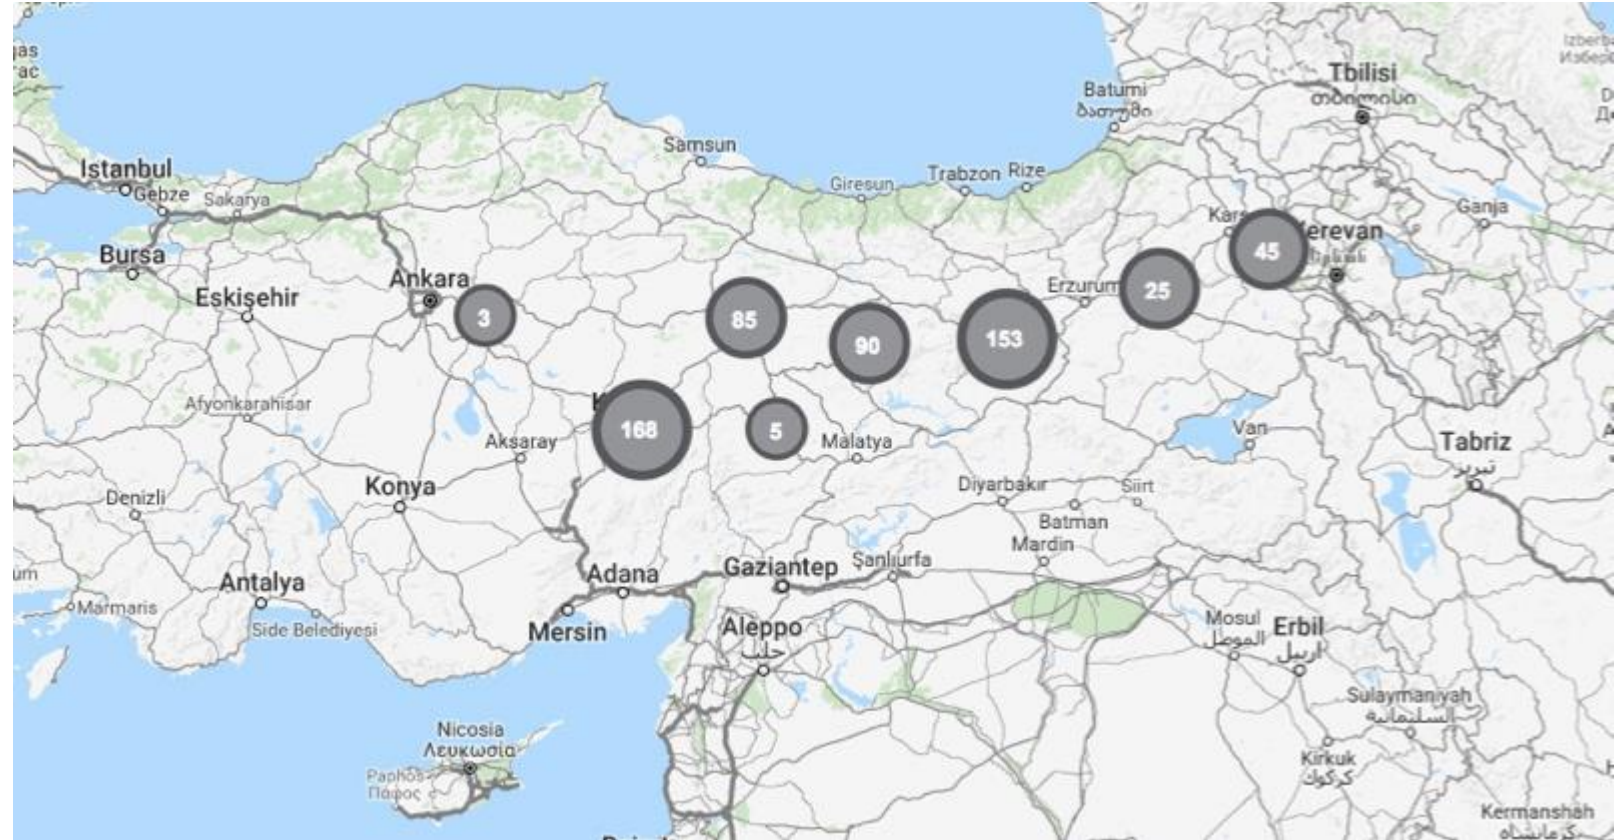 Tbilisi
თბილისი
Batumi
ბათუმი
Samsun
Istanbul
Gebze
Sakarya
Giresun
Trabzon
Rize
Kars
Ganja
Yerevan
45
Bursa
Ankara
Eskişehir
Erzurum
25
3
85
90
153
Afyonkarahisar
168
5
Aksaray
Malatya
Van
Tabriz
تبریز
Konya
Denizli
Diyarbakır
Siirt
Batman
Mardin
Adana
Gaziantep
Şanlıurfa
Antalya
Marmaris
Side Belediyesi
Mersin
Aleppo
حلب
Mosul
الموصل
Erbil
أربيل
Sulaymaniyah
السليمانية
Nicosia
Λευκωσία
Paphos
Πάφος
Kirkuk
كركوك
Kermanshah
کرمانشاه